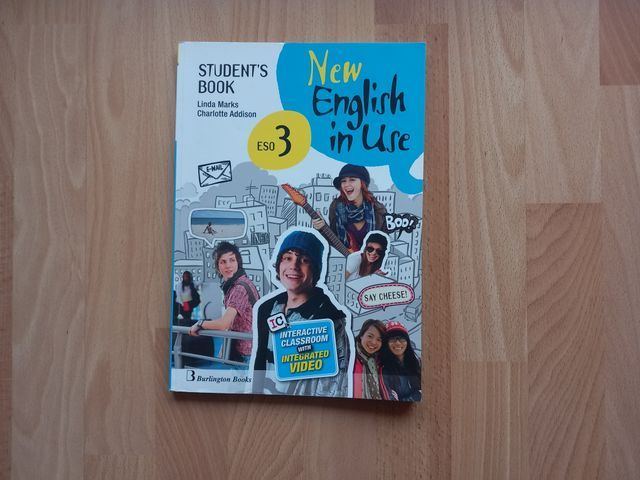 STUDENT'S
BOOK
Linda Marks
Charlotte Addison
New
English
in Use
ESO 3
E-MAIL
BOO!
SAY CHEESE!
IC
INTERACTIVE
CLASSROOM
WITH
INTEGRATED
VIDEO
B Burlington Books